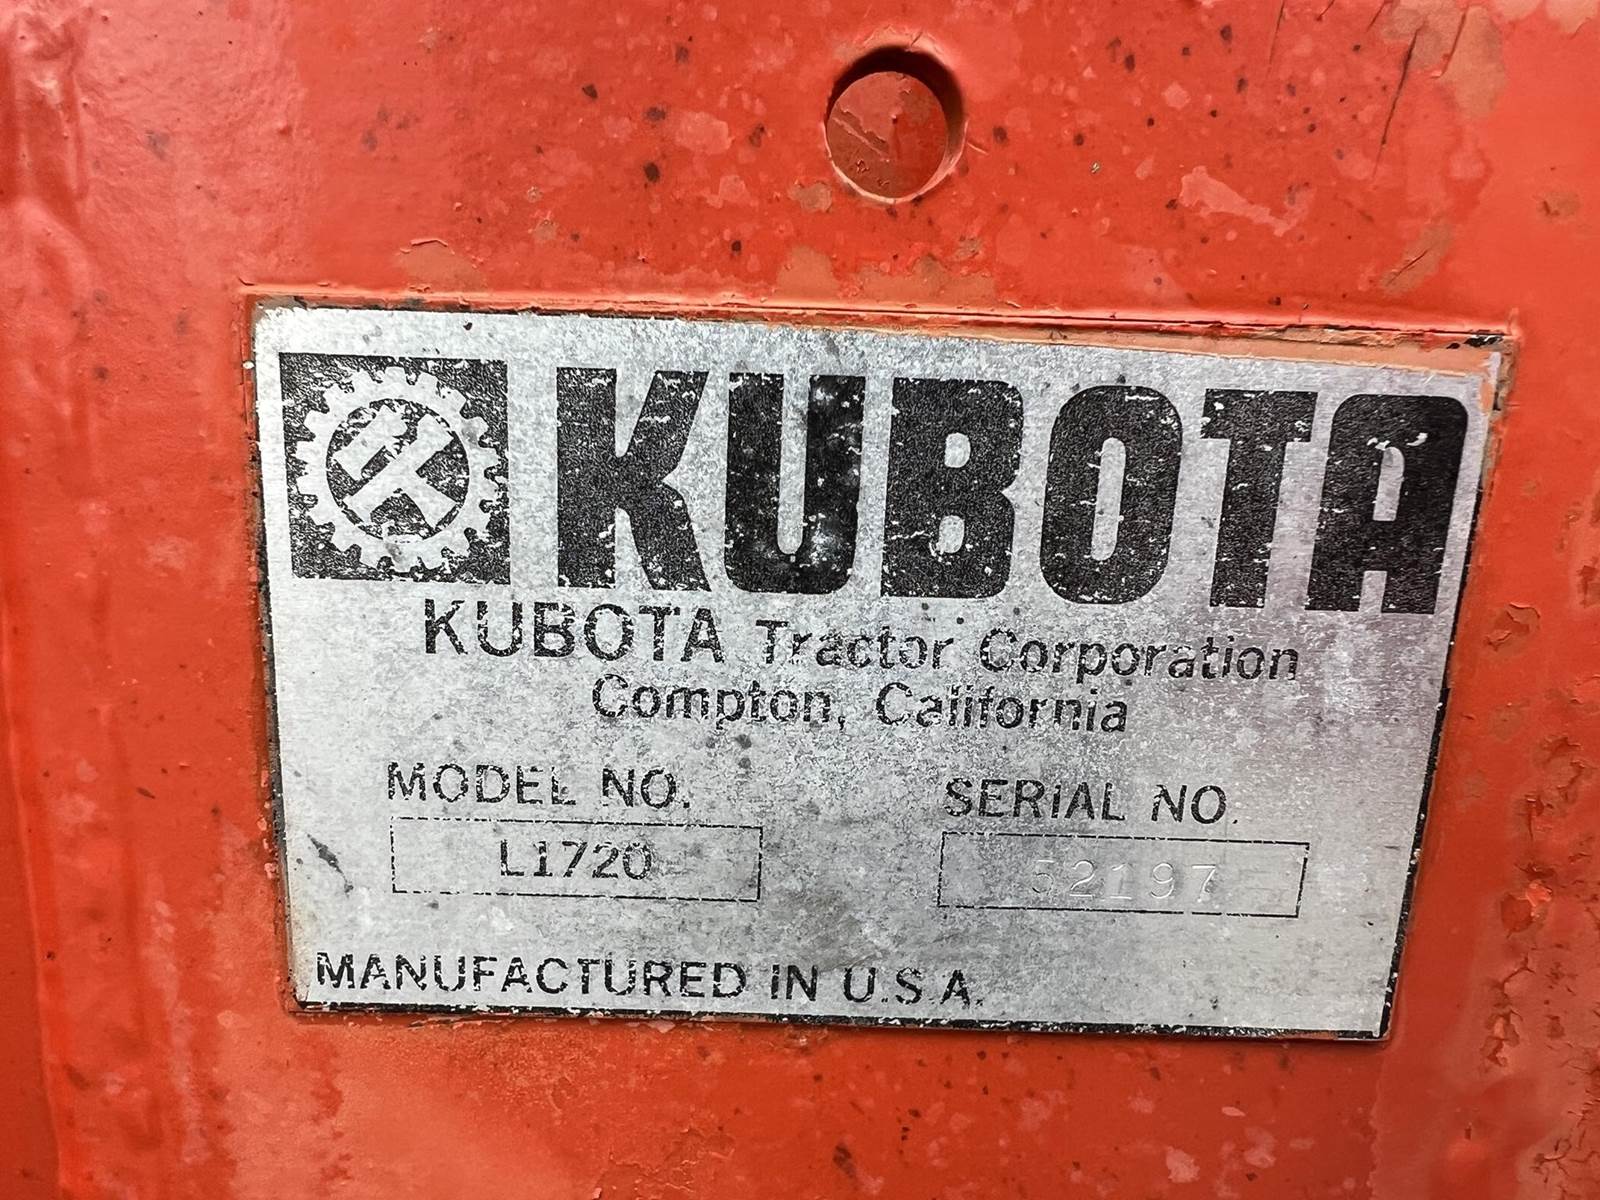 KUBOTA
KUBOTA Tractor Corporation
Compton, California
MODEL NO. SERIAL NO.
L1720 52197
MANUFACTURED IN U.S.A.